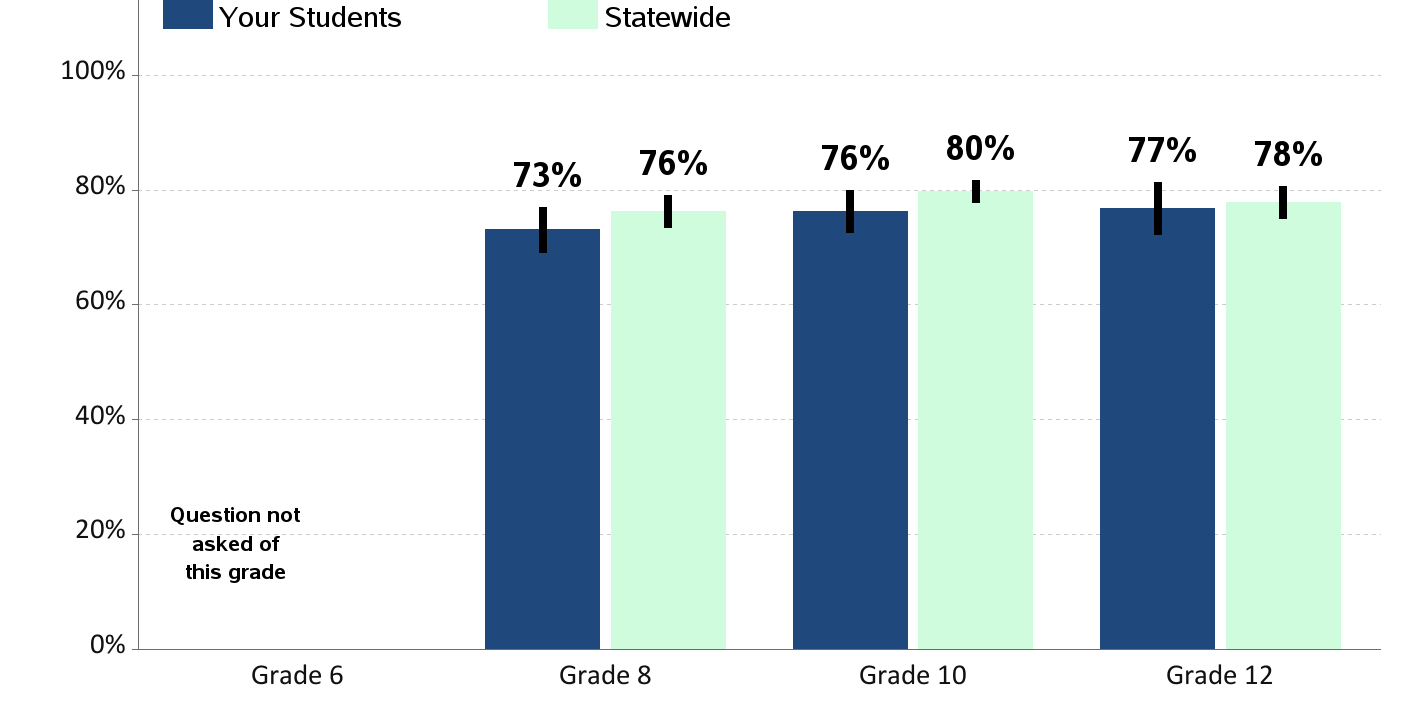 Your Students
Statewide
100%
80%
60%
40%
20%
0%
73%
76%
76%
80%
77%
78%
Question not
asked of
this grade
Grade 6
Grade 8
Grade 10
Grade 12